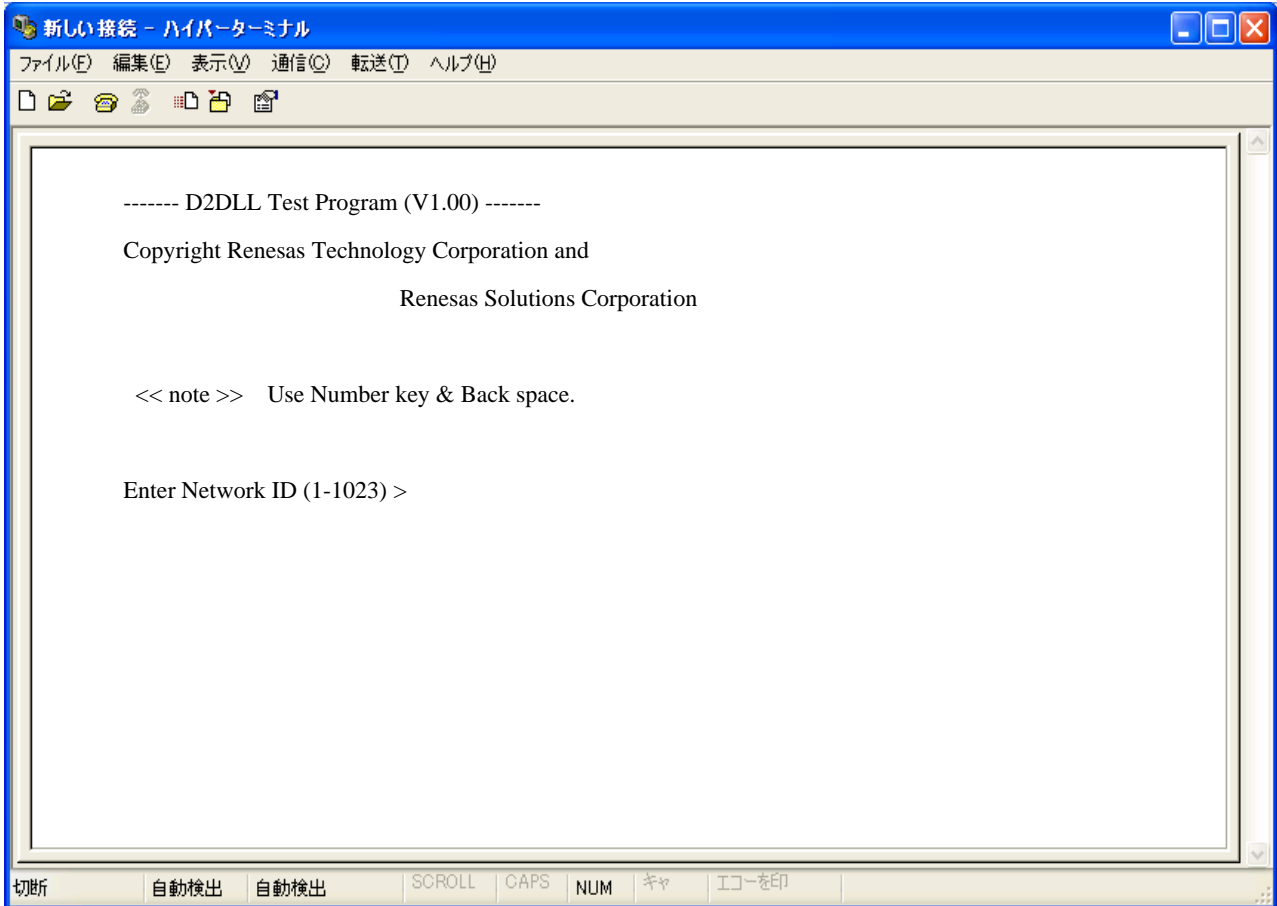 新しい接続 - ハイパーターミナル
ファイル(F) 編集(E) 表示(V) 通信(C) 転送(T) ヘルプ(H)
------- D2DLL Test Program (V1.00) -------
Copyright Renesas Technology Corporation and
Renesas Solutions Corporation
<< note >> Use Number key & Back space.
Enter Network ID (1-1023) >
切断 自動検出 自動検出 SCROLL CAPS NUM キャ エコーを印